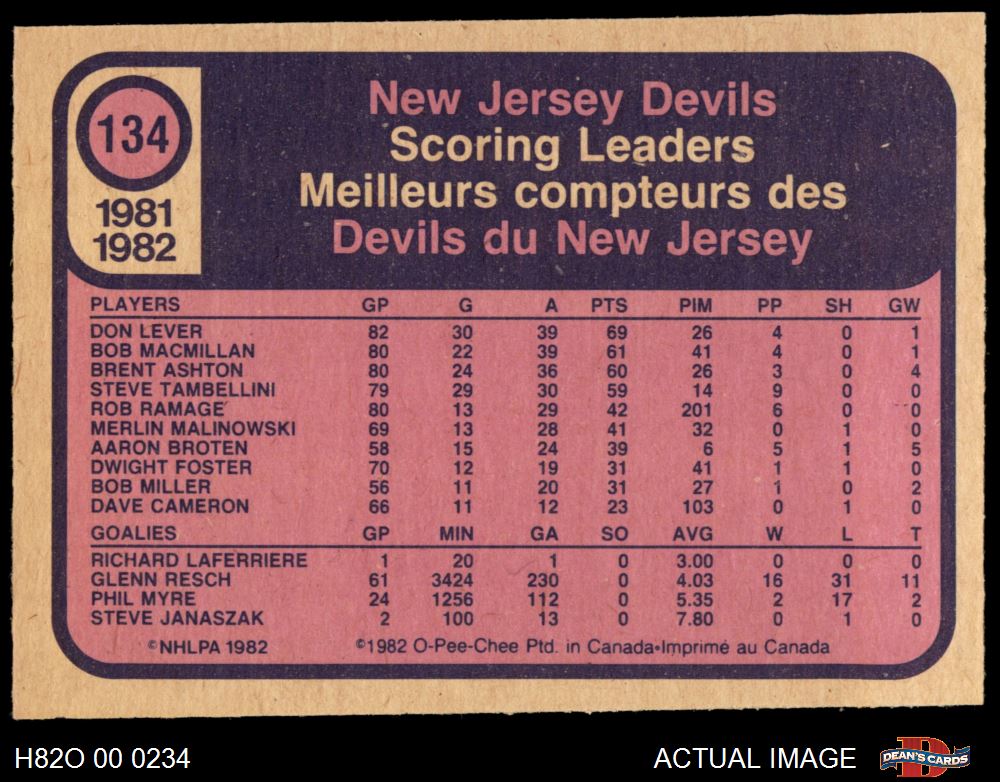 134
1981
1982
New Jersey Devils
Scoring Leaders
Meilleurs compteurs des
Devils du New Jersey
PLAYERS GP G A PTS PIM PP SH GW
DON LEVER 82 30 39 69 26 4 0 1
BOB MACMILLAN 80 22 39 61 41 4 0 1
BRENT ASHTON 80 24 36 60 26 3 0 4
STEVE TAMBELLINI 79 29 30 59 14 9 0 0
ROB RAMAGE 80 13 29 42 201 6 0 0
MERLIN MALINOWSKI 69 13 28 41 32 0 1 0
AARON BROTEN 58 15 24 39 6 5 1 5
DWIGHT FOSTER 70 12 19 31 41 1 1 0
BOB MILLER 56 11 20 31 27 1 0 2
DAVE CAMERON 66 11 12 23 103 0 1 0
GOALIES GP MIN GA SO AVG W L T
RICHARD LAFERRIERE 1 20 1 0 3.00 0 0 0
GLENN RESCH 61 3424 230 0 4.03 16 31 11
PHIL MYRE 24 1256 112 0 5.35 2 17 2
STEVE JANASZAK 2 100 13 0 7.80 0 1 0
©NHLPA 1982 ©1982 O-Pee-Chee Ptd. in Canada•Imprimé au Canada
H82O 00 0234 ACTUAL IMAGE DEAN'S CARDS